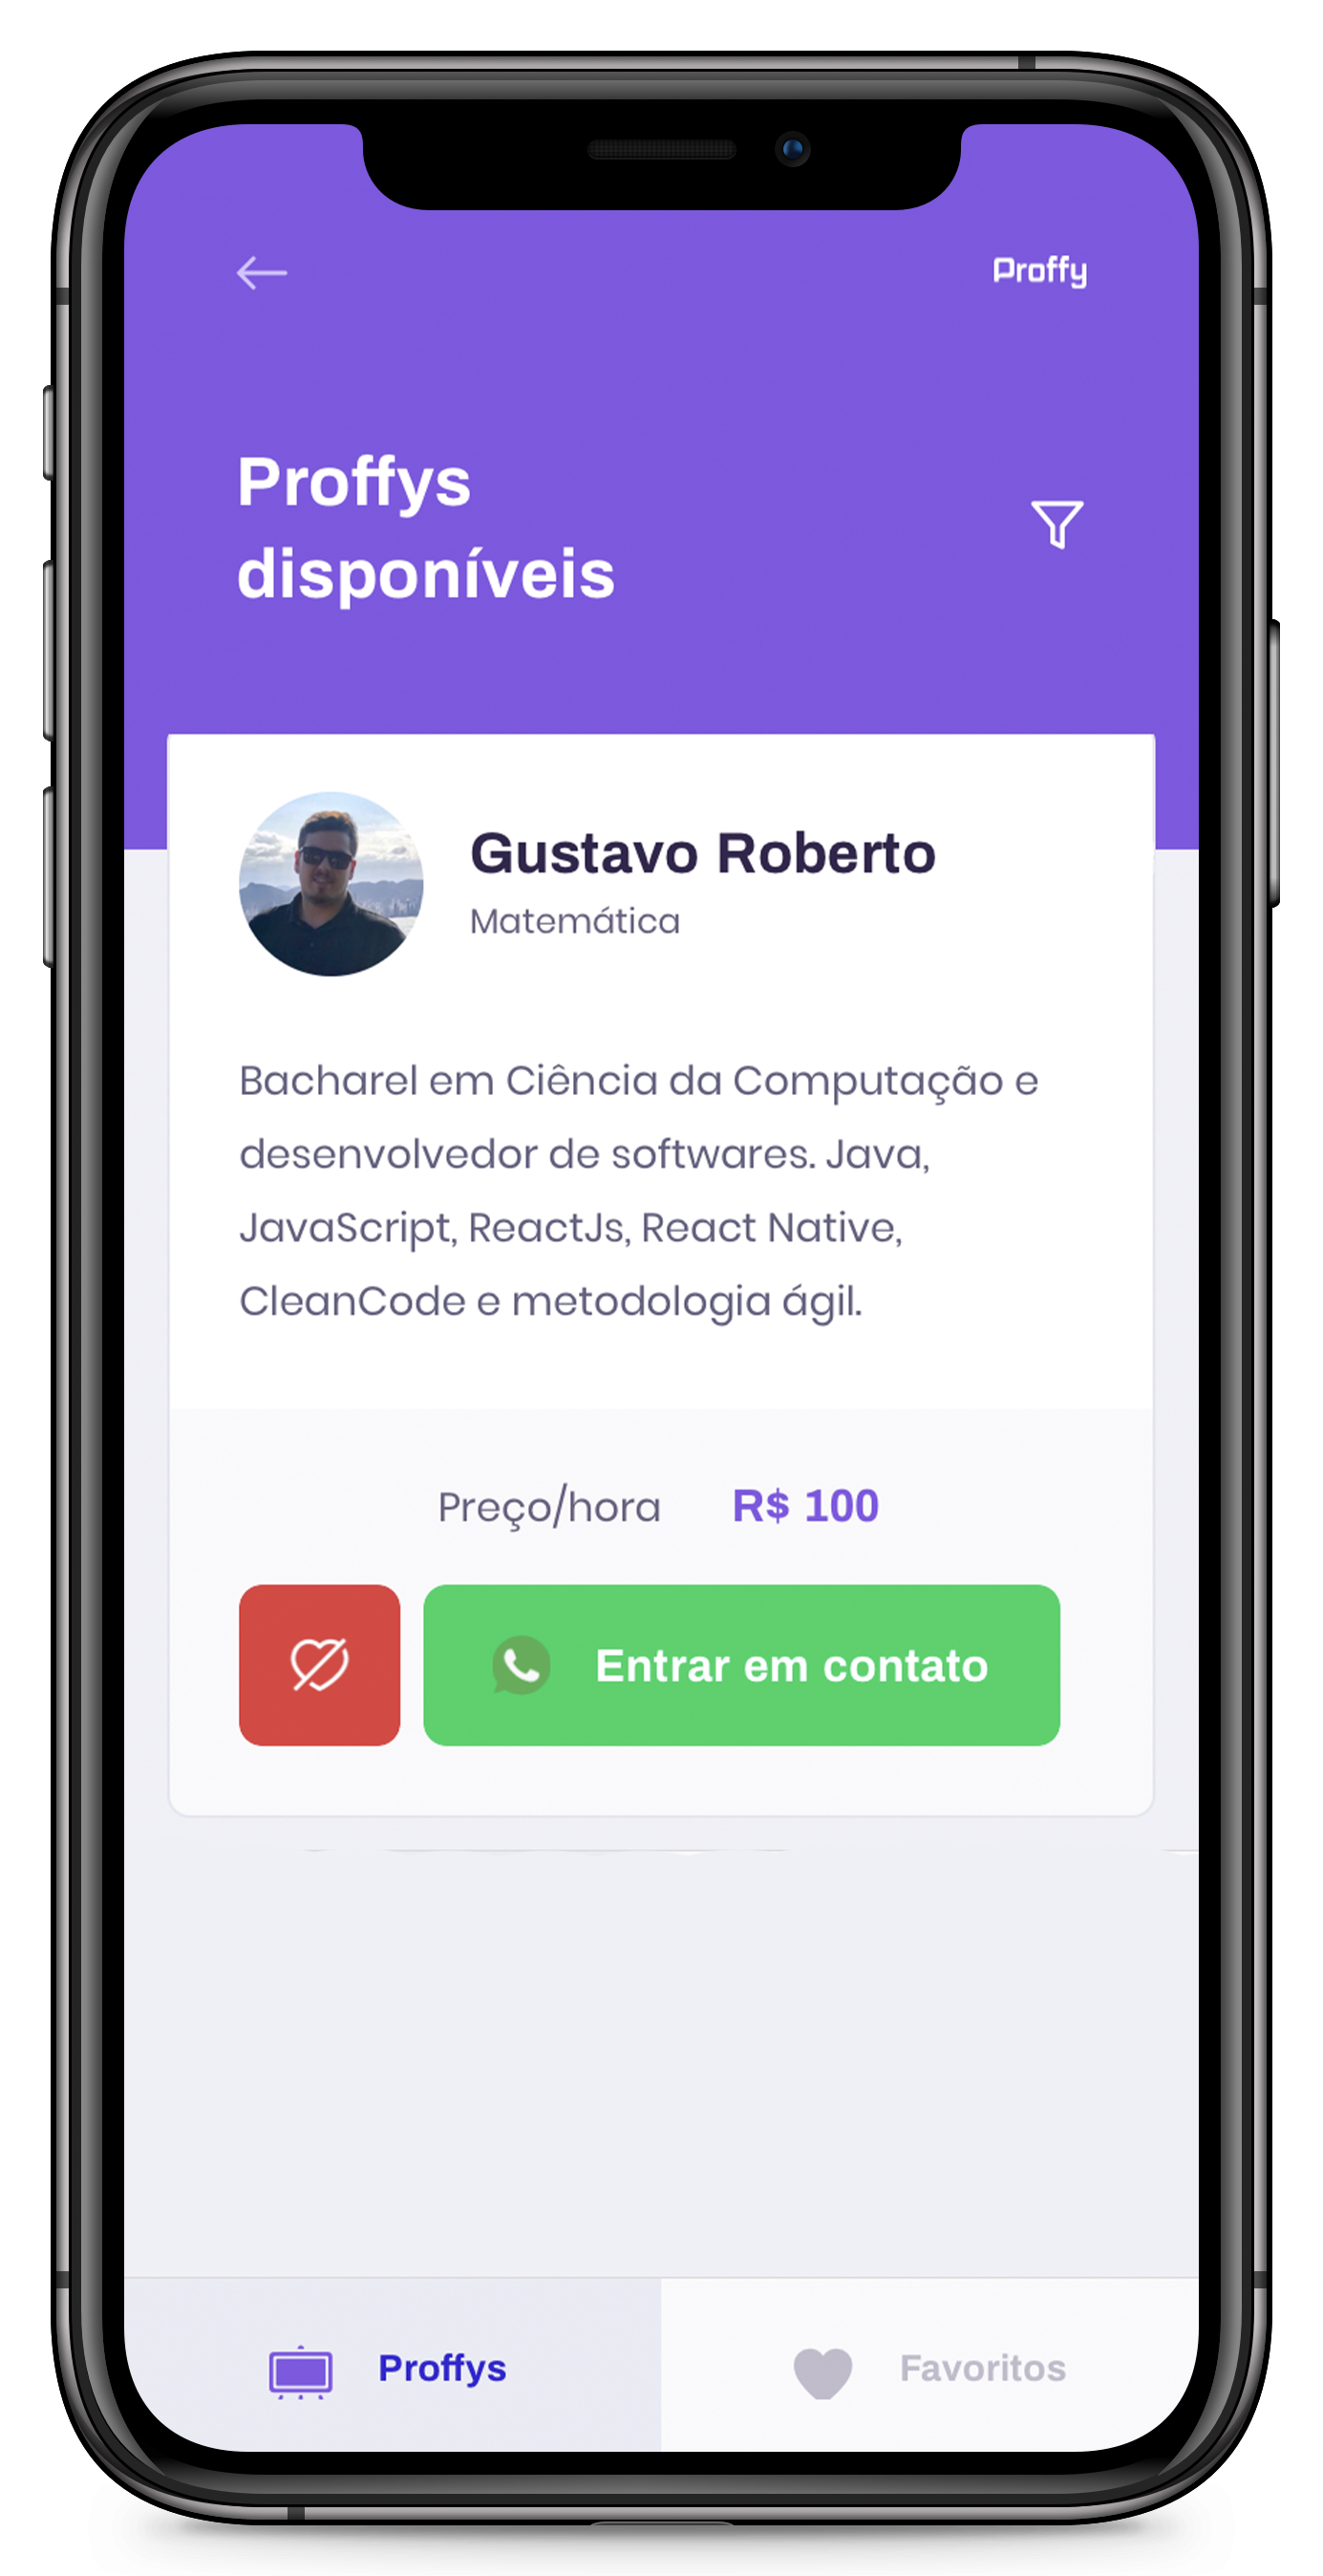 Proffy
Proffys
disponíveis
Gustavo Roberto
Matemática
Bacharel em Ciência da Computação e
desenvolvedor de softwares. Java,
JavaScript, ReactJs, React Native,
CleanCode e metodologia ágil.
Preço/hora R$ 100
Entrar em contato
Proffys Favoritos